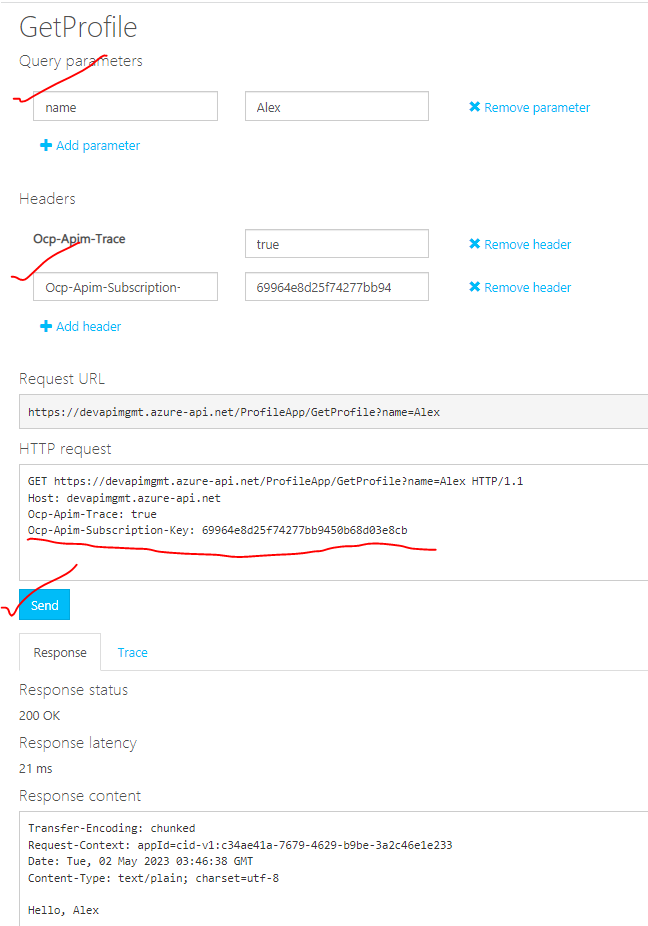 GetProfile
Query parameters
name Alex Remove parameter
Add parameter
Headers
Ocp-Apim-Trace true Remove header
Ocp-Apim-Subscription- 69964e8d25f74277bb94 Remove header
Add header
Request URL
https://devapimgmt.azure-api.net/ProfileApp/GetProfile?name=Alex
HTTP request
GET https://devapimgmt.azure-api.net/ProfileApp/GetProfile?name=Alex HTTP/1.1
Host: devapimgmt.azure-api.net
Ocp-Apim-Trace: true
Ocp-Apim-Subscription-Key: 69964e8d25f74277bb9450b68d03e8cb
Send
Response Trace
Response status
200 OK
Response latency
21 ms
Response content
Transfer-Encoding: chunked
Request-Context: appId=cid-v1:c34ae41a-7679-4629-b9be-3a2c46e1e233
Date: Tue, 02 May 2023 03:46:38 GMT
Content-Type: text/plain; charset=utf-8
Hello, Alex